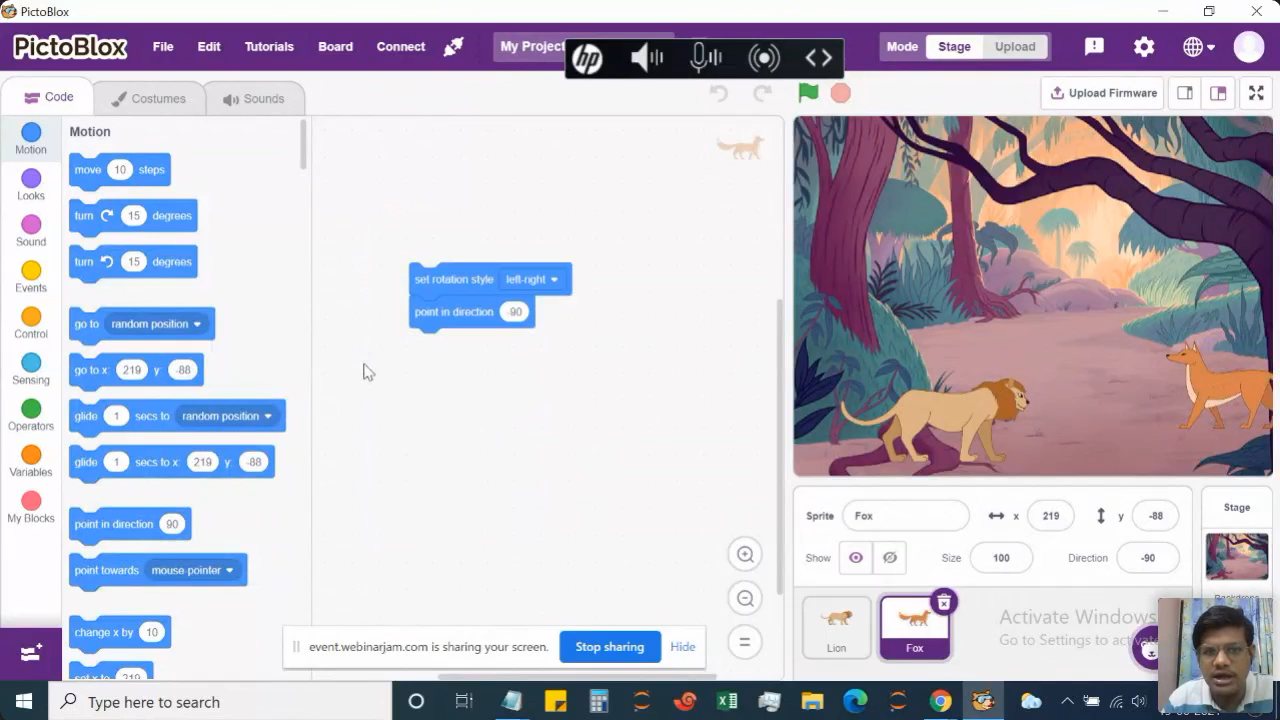 PictoBlox
PictoBlox
File
Edit
Tutorials
Board
Connect
My Project
hp
Mode
Stage
Upload
Code
Costumes
Sounds
Upload Firmware
Motion
Looks
Sound
Events
Control
Sensing
Operators
Variables
My Blocks
Motion
move 10 steps
turn 15 degrees
turn 15 degrees
go to random position
go to x: 219 y: -88
glide 1 secs to random position
glide 1 secs to x: 219 y: -88
point in direction 90
point towards mouse-pointer
change x by 10
set x to 219
set rotation style left-right
point in direction -90
event.webinarjam.com is sharing your screen.
Stop sharing
Hide
Sprite
Fox
x 219
y -88
Show
Size 100
Direction -90
Lion
Fox
Stage
Activate Windows
Go to Settings to activate
Type here to search